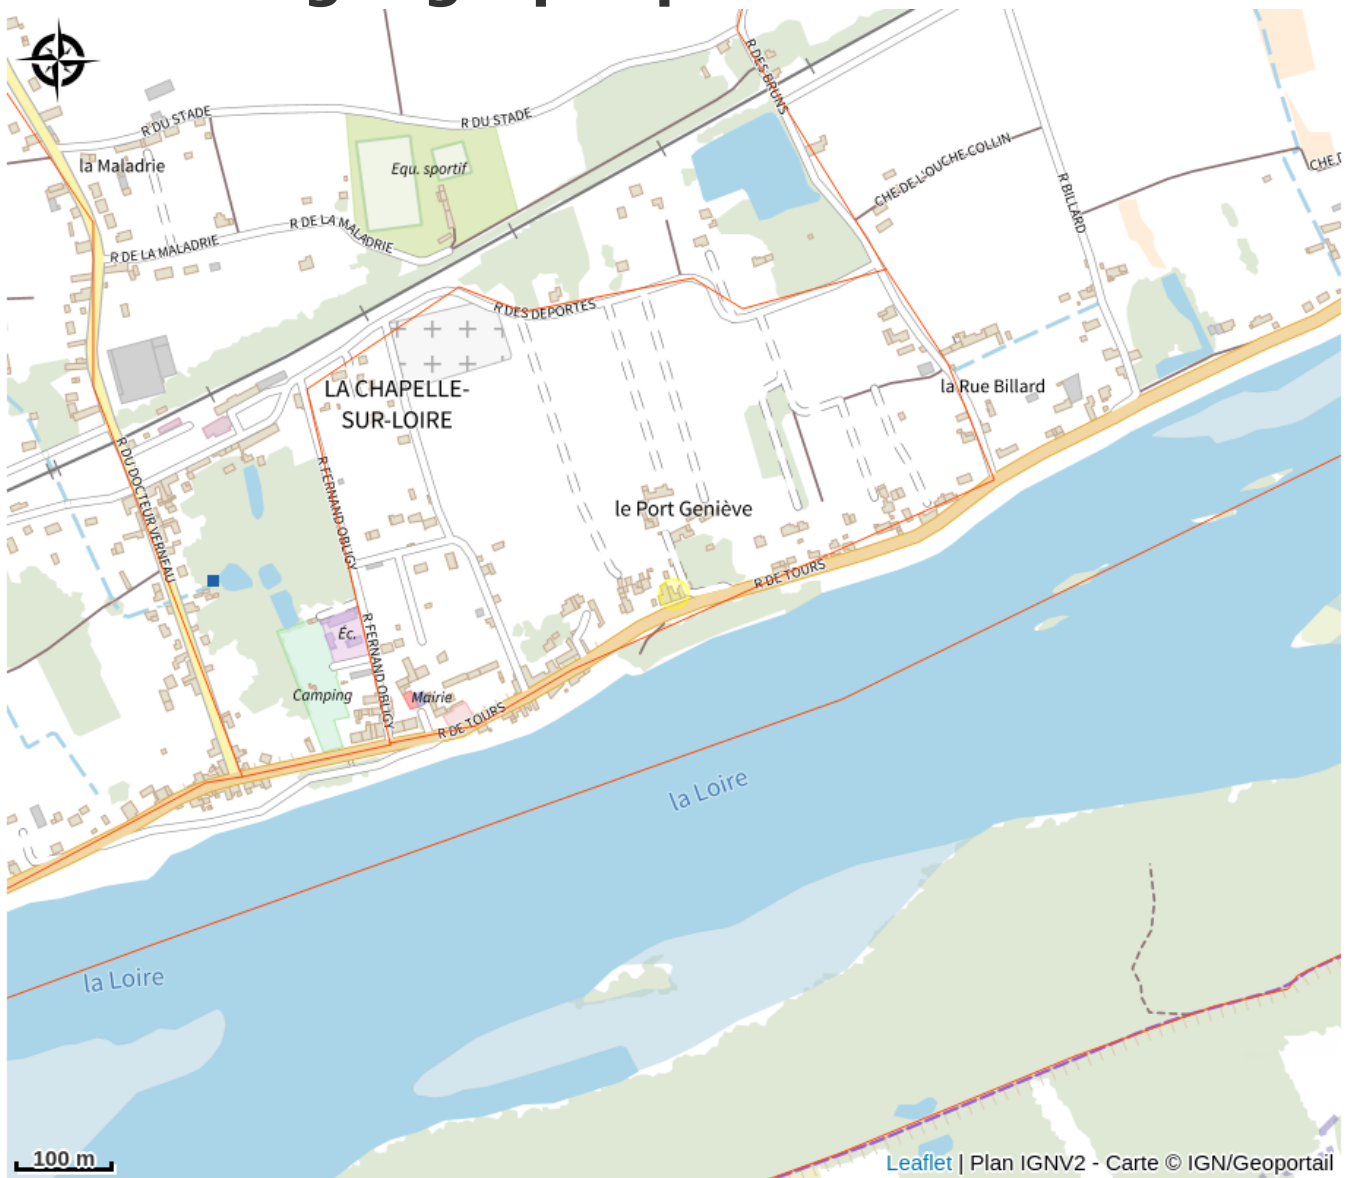 R DES BRUNS
R DU STADE
R DU STADE
la Maladrie
Equ. sportif
CHE DE L'OUCHE COLLIN
CHE D
R BILLARD
R DE LA MALADRIE
R DE LA MALADRIE
R DES DEPORTES
LA CHAPELLE-
SUR-LOIRE
la Rue Billard
R DU DOCTEUR VERNEAU
R FERNAND OBLIGY
le Port Geniève
R DE TOURS
Éc.
R FERNAND OBLIGY
Camping
Mairie
R DE TOURS
la Loire
la Loire
100 m
Leaflet | Plan IGNV2 - Carte © IGN/Geoportail